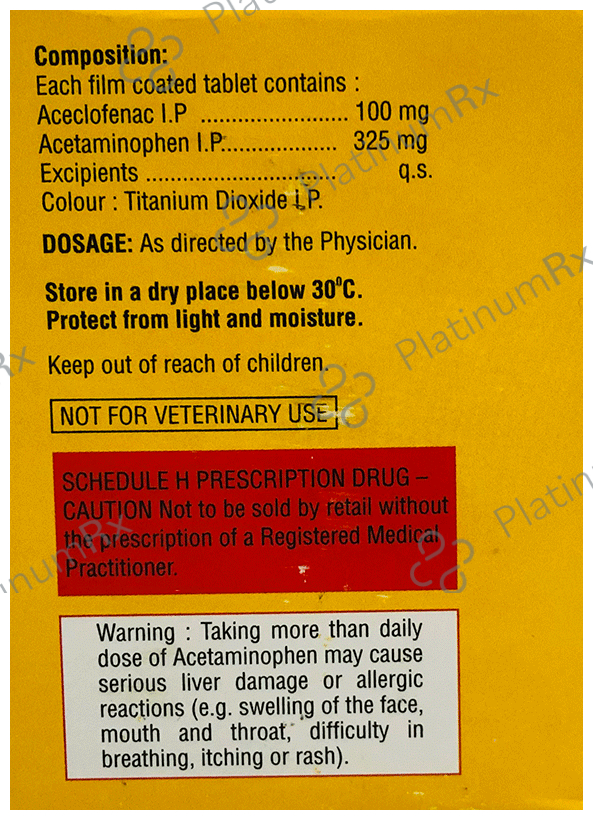 Composition:
Each film coated tablet contains :
Aceclofenac I.P ........................ 100 mg
Acetaminophen I.P................... 325 mg
Excipients ............................... q.s.
Colour : Titanium Dioxide I.P.
DOSAGE: As directed by the Physician.
Store in a dry place below 30⁰C.
Protect from light and moisture.
Keep out of reach of children.
NOT FOR VETERINARY USE
SCHEDULE H PRESCRIPTION DRUG –
CAUTION Not to be sold by retail without
the prescription of a Registered Medical
Practitioner.
Warning : Taking more than daily
dose of Acetaminophen may cause
serious liver damage or allergic
reactions (e.g. swelling of the face,
mouth and throat, difficulty in
breathing, itching or rash).
PlatinumRx
PlatinumRx